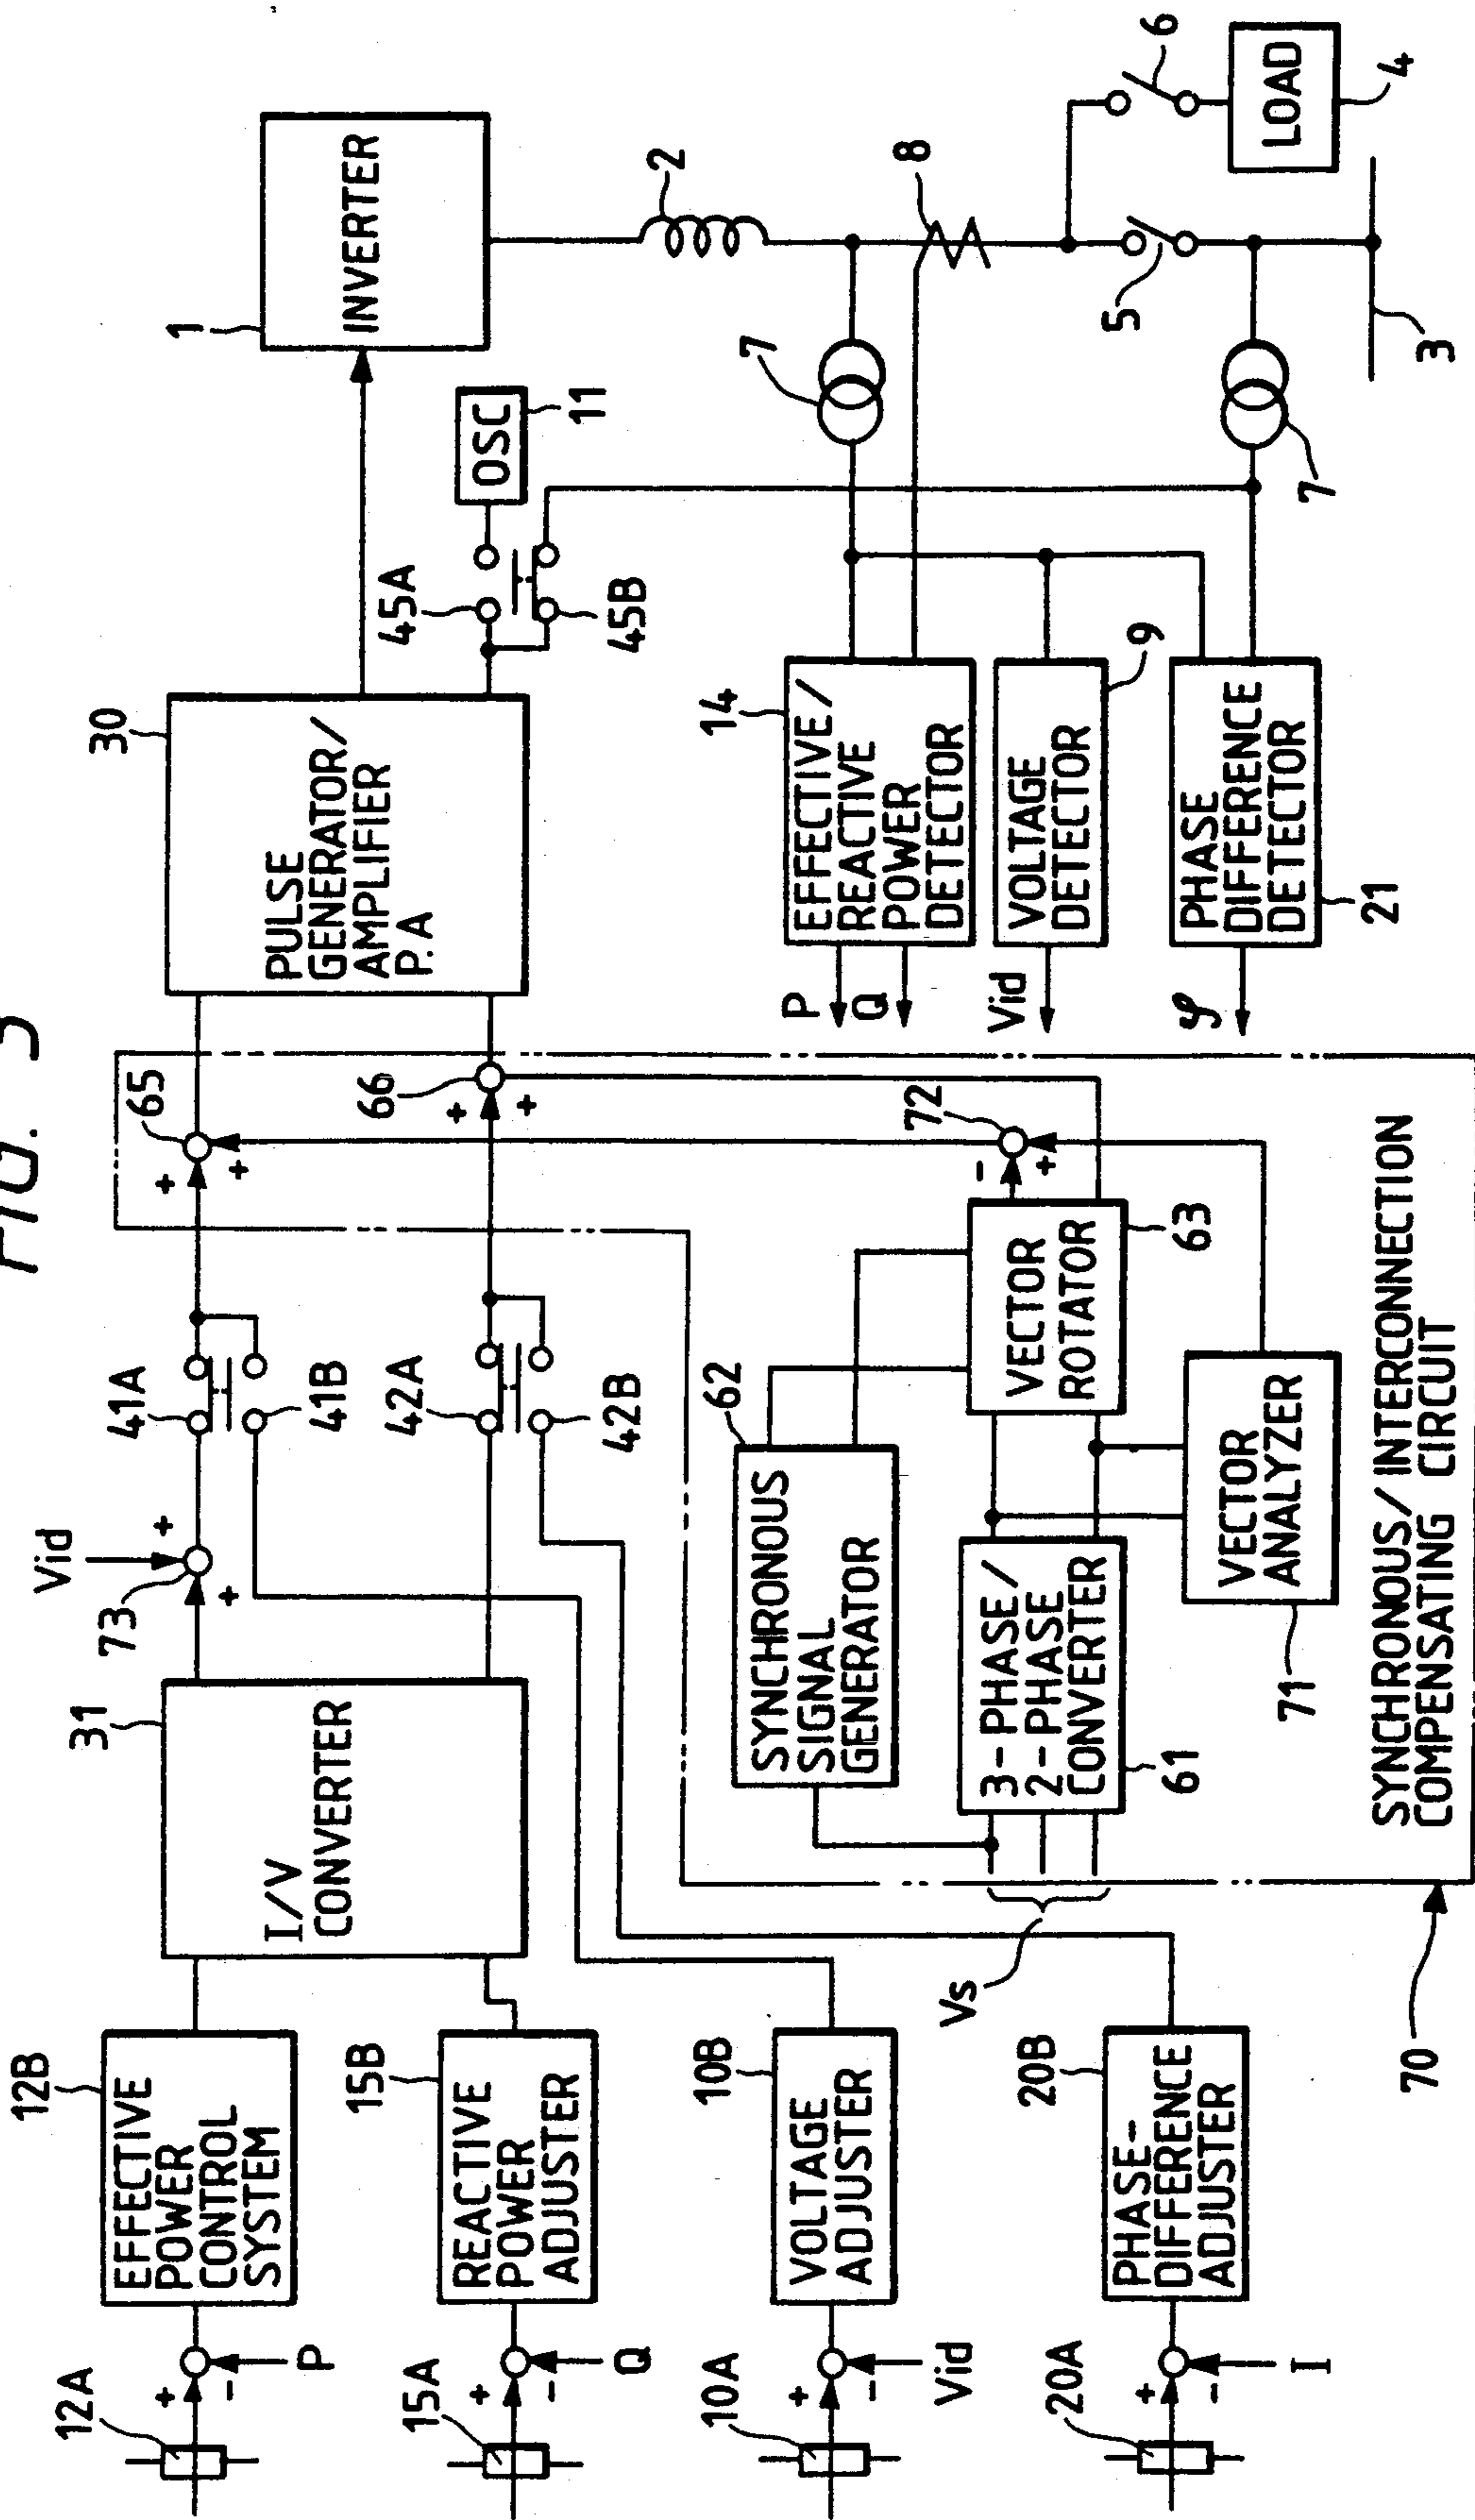 FIG. 5
12A
+
-
P
12B
EFFECTIVE
POWER
CONTROL
SYSTEM
15A
+
-
Q
15B
REACTIVE
POWER
ADJUSTER
10A
+
-
Vid
10B
VOLTAGE
ADJUSTER
20A
+
-
I
20B
PHASE-
DIFFERENCE
ADJUSTER
31
I/V
CONVERTER
Vid
73
+
+
41A
41B
42A
42B
65
+
+
66
+
+
Vs
62
SYNCHRONOUS
SIGNAL
GENERATOR
3-PHASE/
2-PHASE
CONVERTER
61
VECTOR
ROTATOR
63
72
-
+
VECTOR
ANALYZER
71
SYNCHRONOUS/INTERCONNECTION
COMPENSATING CIRCUIT
70
30
PULSE
GENERATOR/
AMPLIFIER
P.A
45A
45B
OSC
11
1
INVERTER
2
14
EFFECTIVE/
REACTIVE
POWER
DETECTOR
P
Q
VOLTAGE
DETECTOR
9
Vid
PHASE
DIFFERENCE
DETECTOR
21
φ
7
7
8
5
6
LOAD
4
3